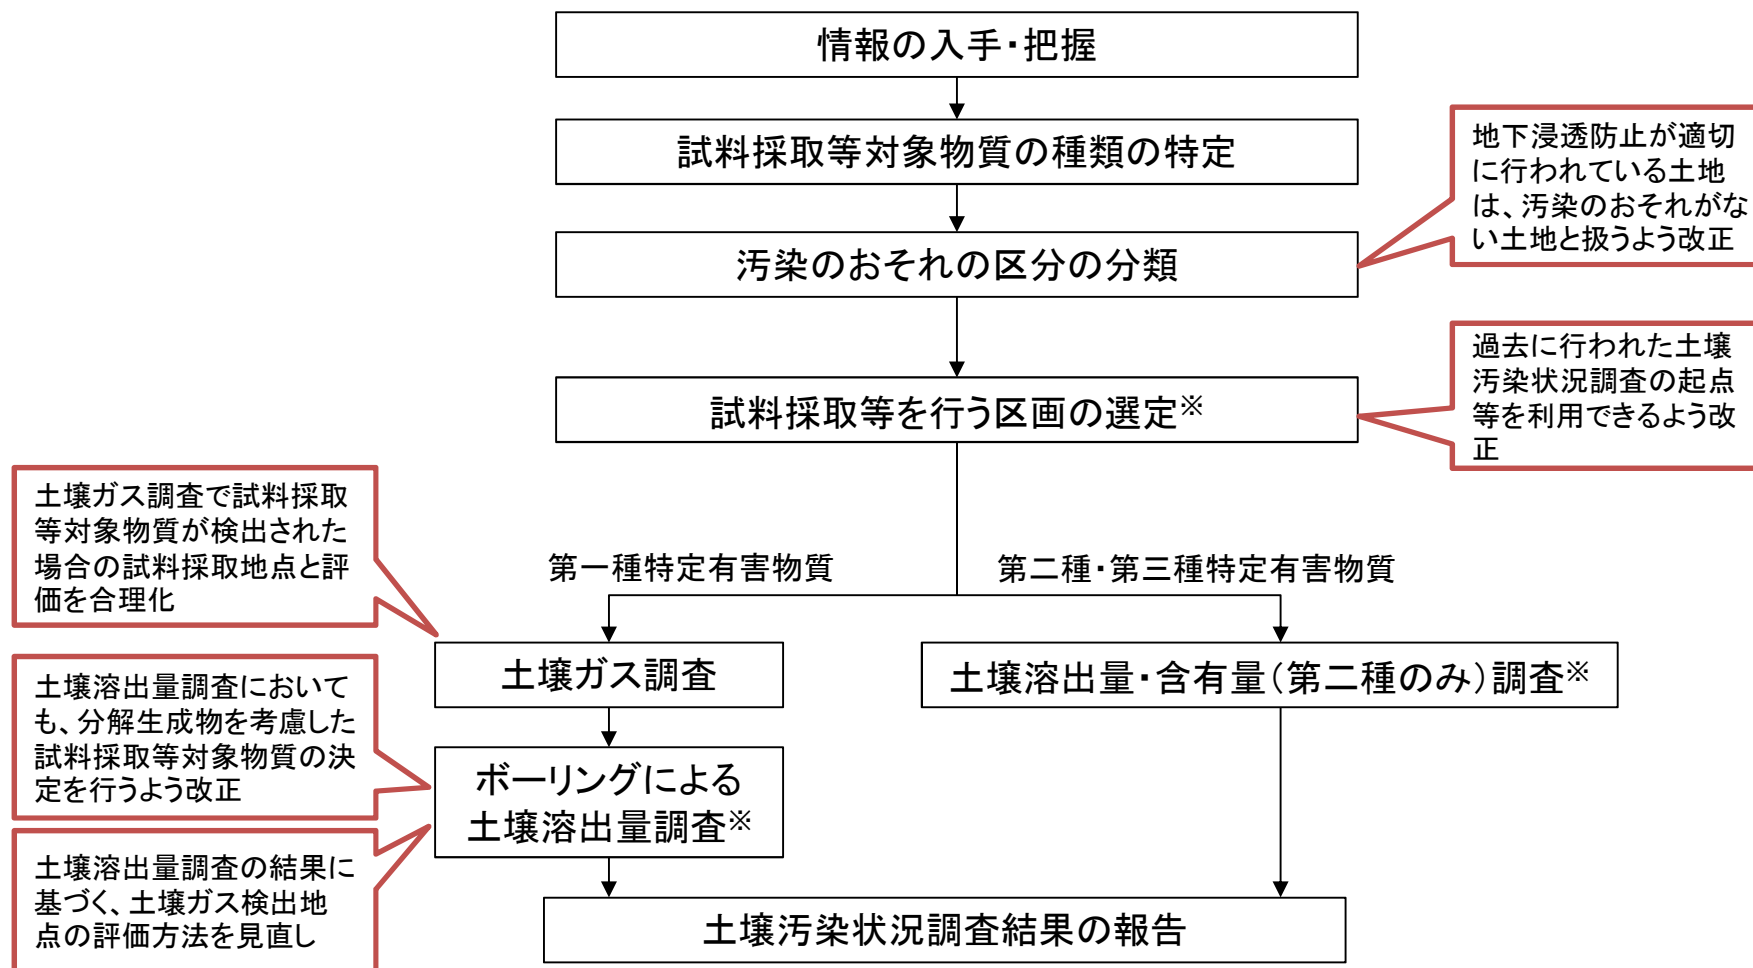 情報の入手・把握
試料採取等対象物質の種類の特定
地下浸透防止が適切
に行われている土地
は、汚染のおそれがな
い土地と扱うよう改正
汚染のおそれの区分の分類
過去に行われた土壌
汚染状況調査の起点
等を利用できるよう改
正
試料採取等を行う区画の選定※
土壌ガス調査で試料採取
等対象物質が検出された
場合の試料採取地点と評
価を合理化
第一種特定有害物質
第二種・第三種特定有害物質
土壌ガス調査
土壌溶出量・含有量(第二種のみ)調査※
土壌溶出量調査において
も、分解生成物を考慮した
試料採取等対象物質の決
定を行うよう改正
ボーリングによる
土壌溶出量調査※
土壌溶出量調査の結果に
基づく、土壌ガス検出地
点の評価方法を見直し
土壌汚染状況調査結果の報告